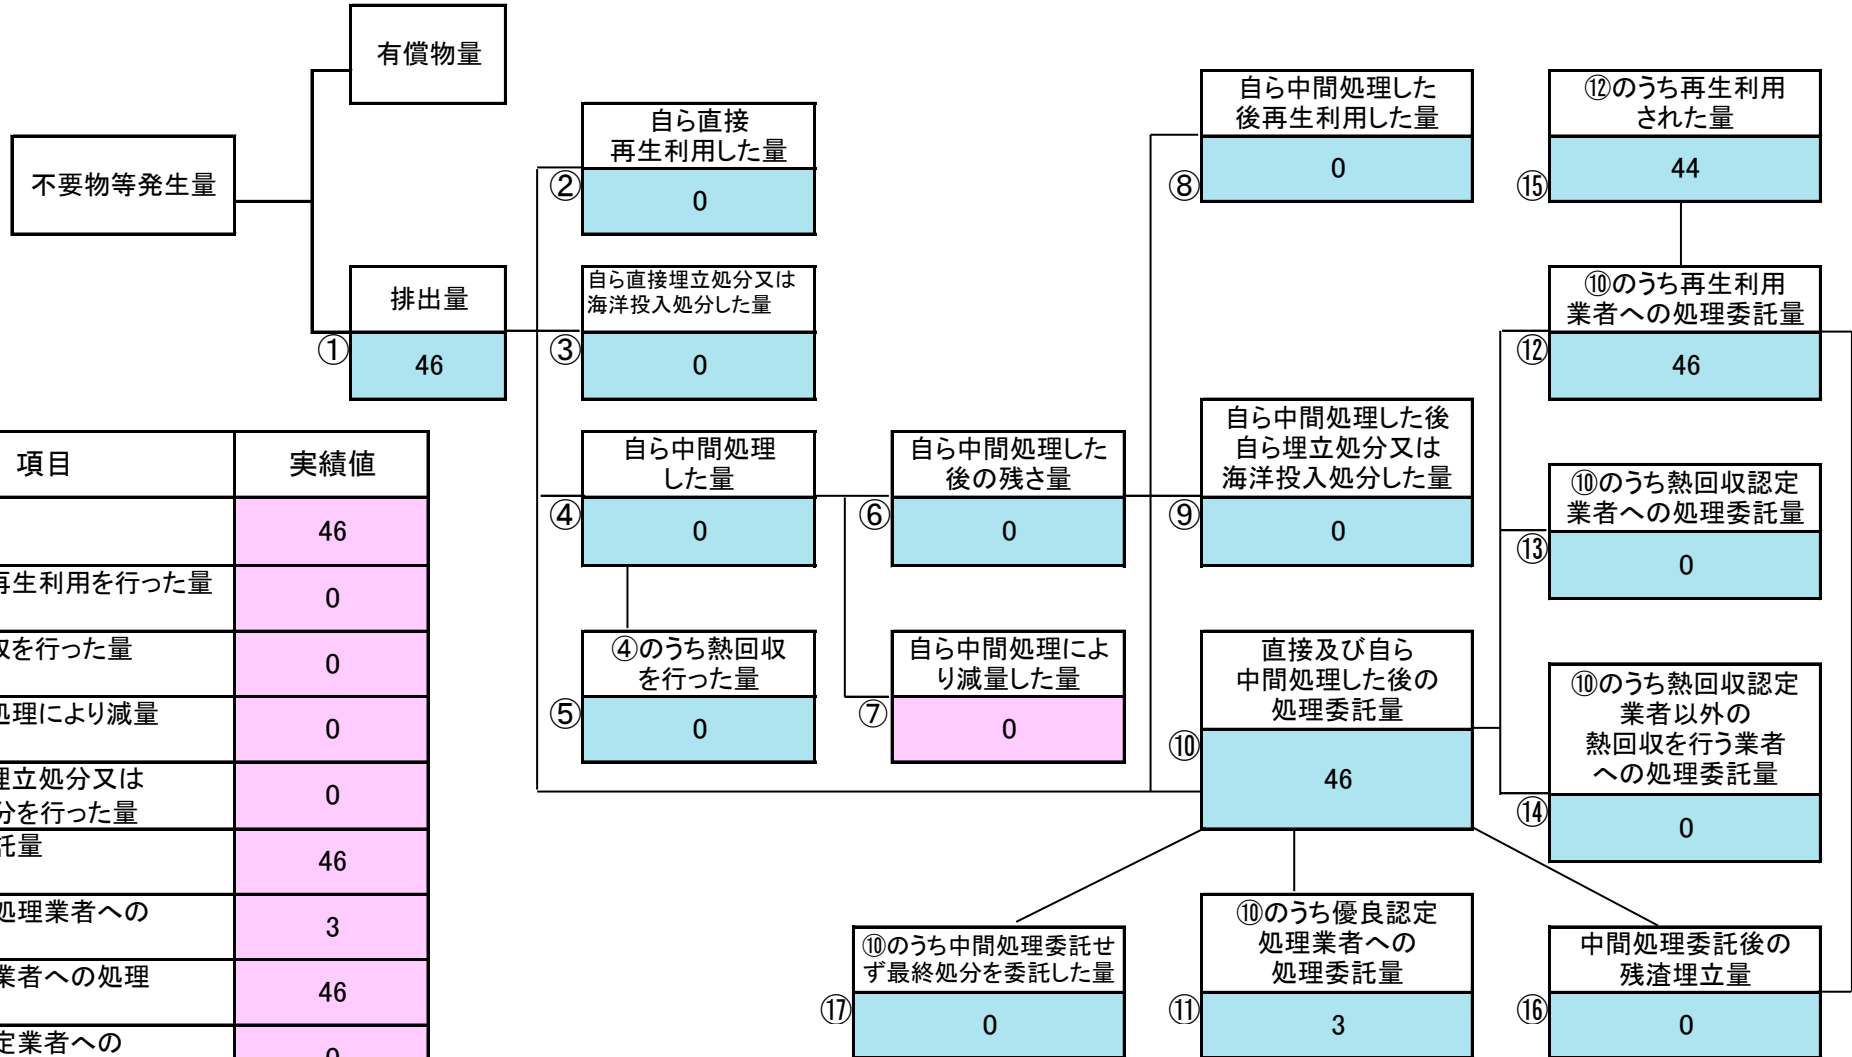 有償物量
不要物等発生量
排出量
①
46
自ら直接
再生利用した量
②
0
自ら直接埋立処分又は
海洋投入処分した量
③
0
自ら中間処理
した量
④
0
④のうち熱回収
を行った量
⑤
0
自ら中間処理した
後の残さ量
⑥
0
自ら中間処理によ
り減量した量
⑦
0
自ら中間処理した
後再生利用した量
⑧
0
自ら中間処理した後
自ら埋立処分又は
海洋投入処分した量
⑨
0
直接及び自ら
中間処理した後の
処理委託量
⑩
46
⑫のうち再生利用
された量
⑮
44
⑩のうち再生利用
業者への処理委託量
⑫
46
⑩のうち熱回収認定
業者への処理委託量
⑬
0
⑩のうち熱回収認定
業者以外の
熱回収を行う業者
への処理委託量
⑭
0
⑩のうち中間処理委託せ
ず最終処分を委託した量
⑰
0
⑩のうち優良認定
処理業者への
処理委託量
⑪
3
中間処理委託後の
残渣埋立量
⑯
0
項目 実績値
46
再生利用を行った量 0
を行った量 0
処理により減量 0
埋立処分又は
分を行った量 0
託量 46
処理業者への 3
業者への処理 46
定業者への